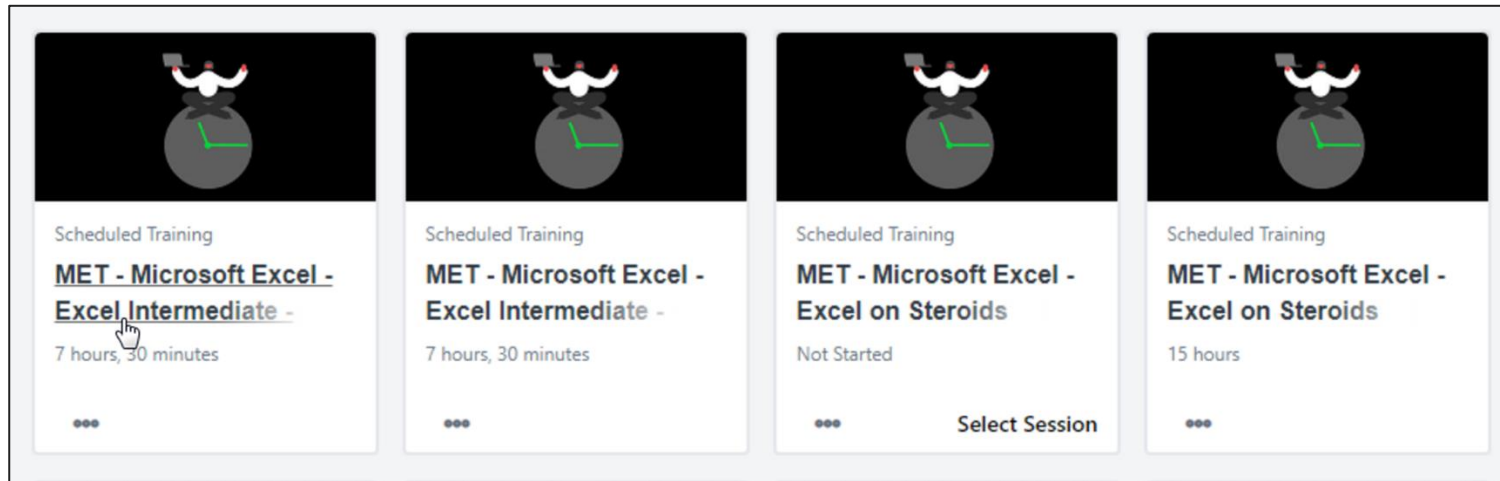 Scheduled Training
MET - Microsoft Excel -
Excel Intermediate -
7 hours, 30 minutes
Scheduled Training
MET - Microsoft Excel -
Excel Intermediate -
7 hours, 30 minutes
Scheduled Training
MET - Microsoft Excel -
Excel on Steroids
Not Started
Select Session
Scheduled Training
MET - Microsoft Excel -
Excel on Steroids
15 hours